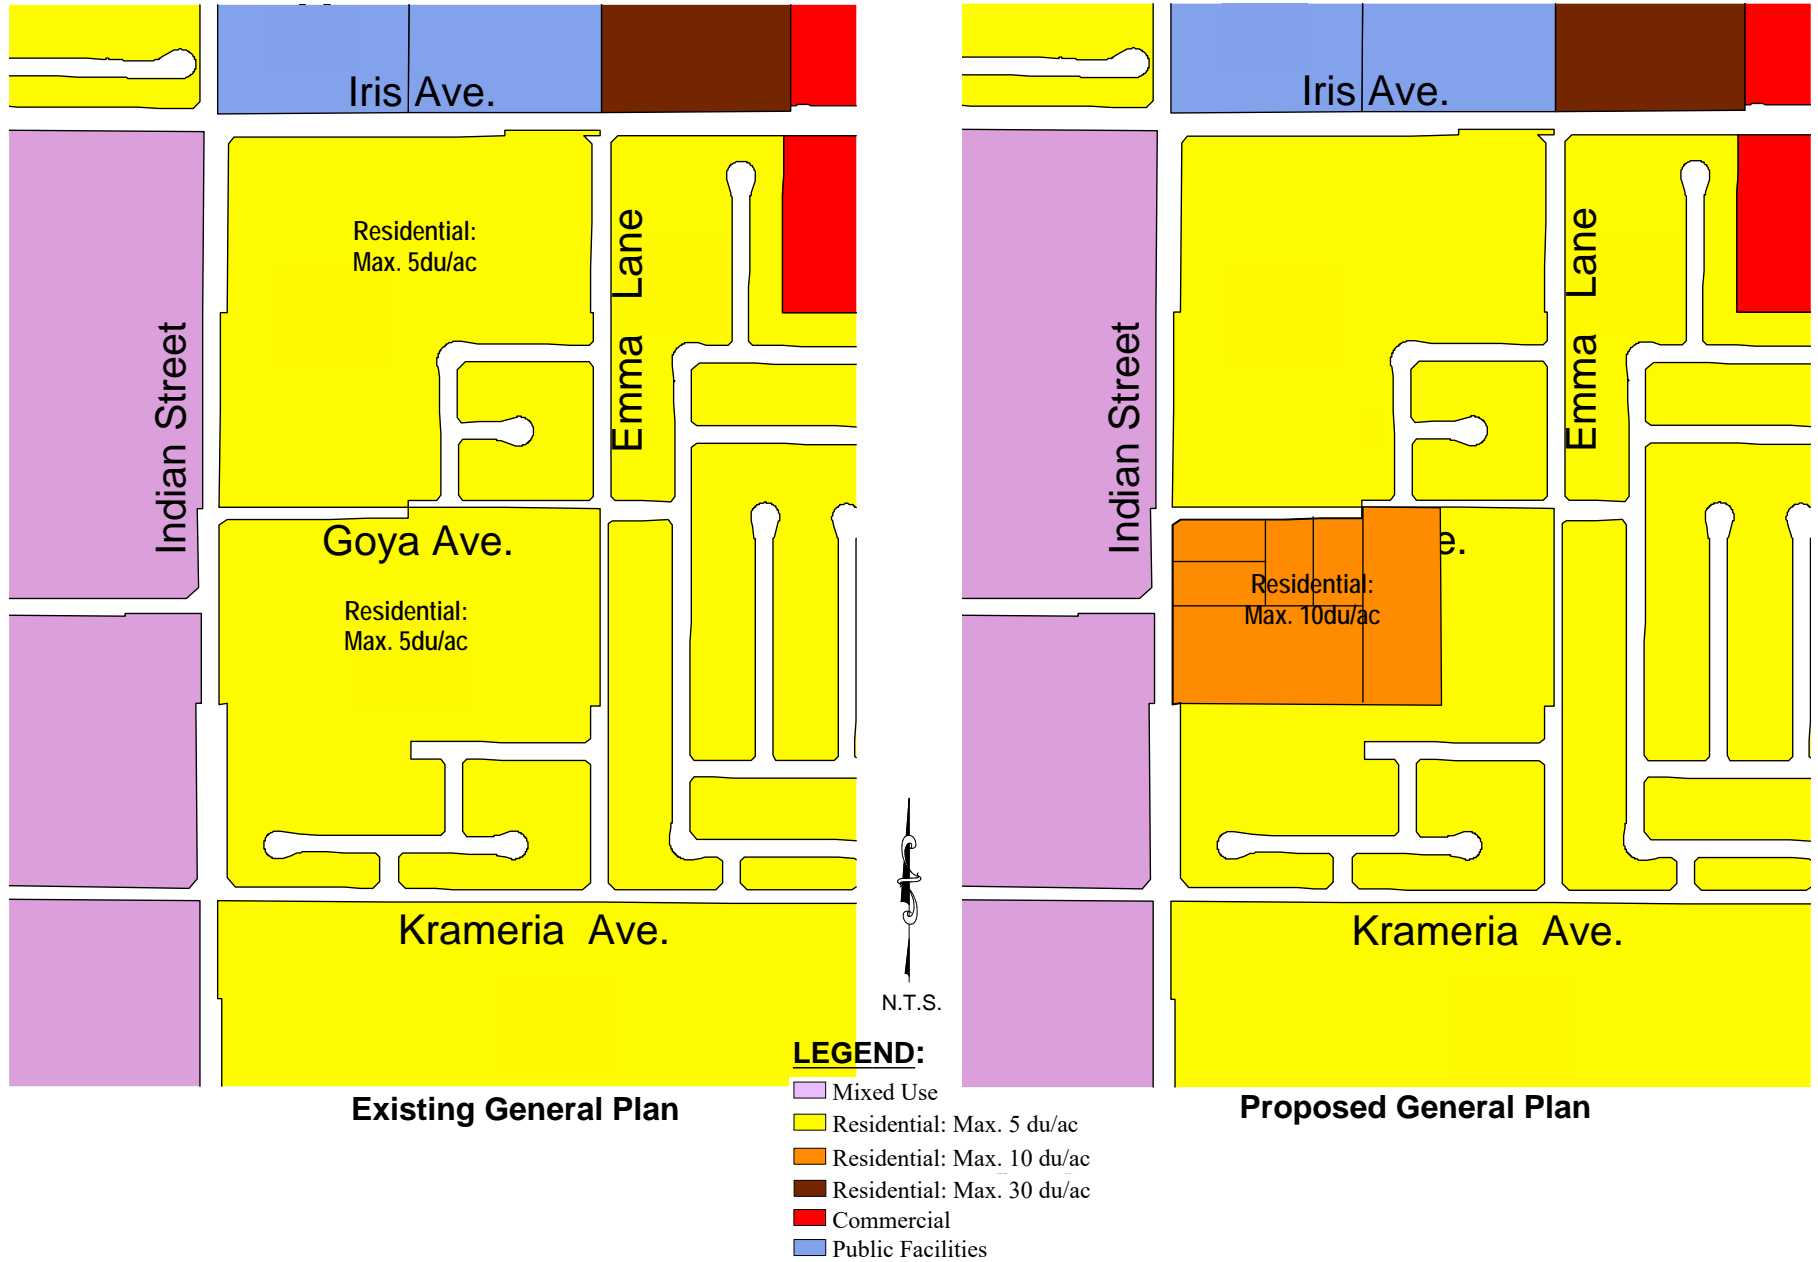 Iris Ave.
Residential:
Max. 5du/ac
Emma Lane
Indian Street
Goya Ave.
Residential:
Max. 5du/ac
Krameria Ave.
Existing General Plan
Iris Ave.
Emma Lane
Indian Street
e.
Residential:
Max. 10du/ac
Krameria Ave.
Proposed General Plan
N.T.S.
LEGEND:
Mixed Use
Residential: Max. 5 du/ac
Residential: Max. 10 du/ac
Residential: Max. 30 du/ac
Commercial
Public Facilities